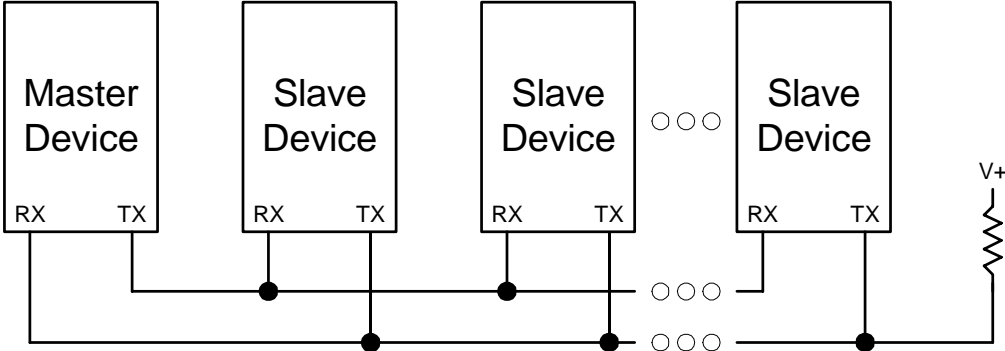 Master
Device
Slave
Device
Slave
Device
Slave
Device
RX TX
RX TX
RX TX
RX TX
V+